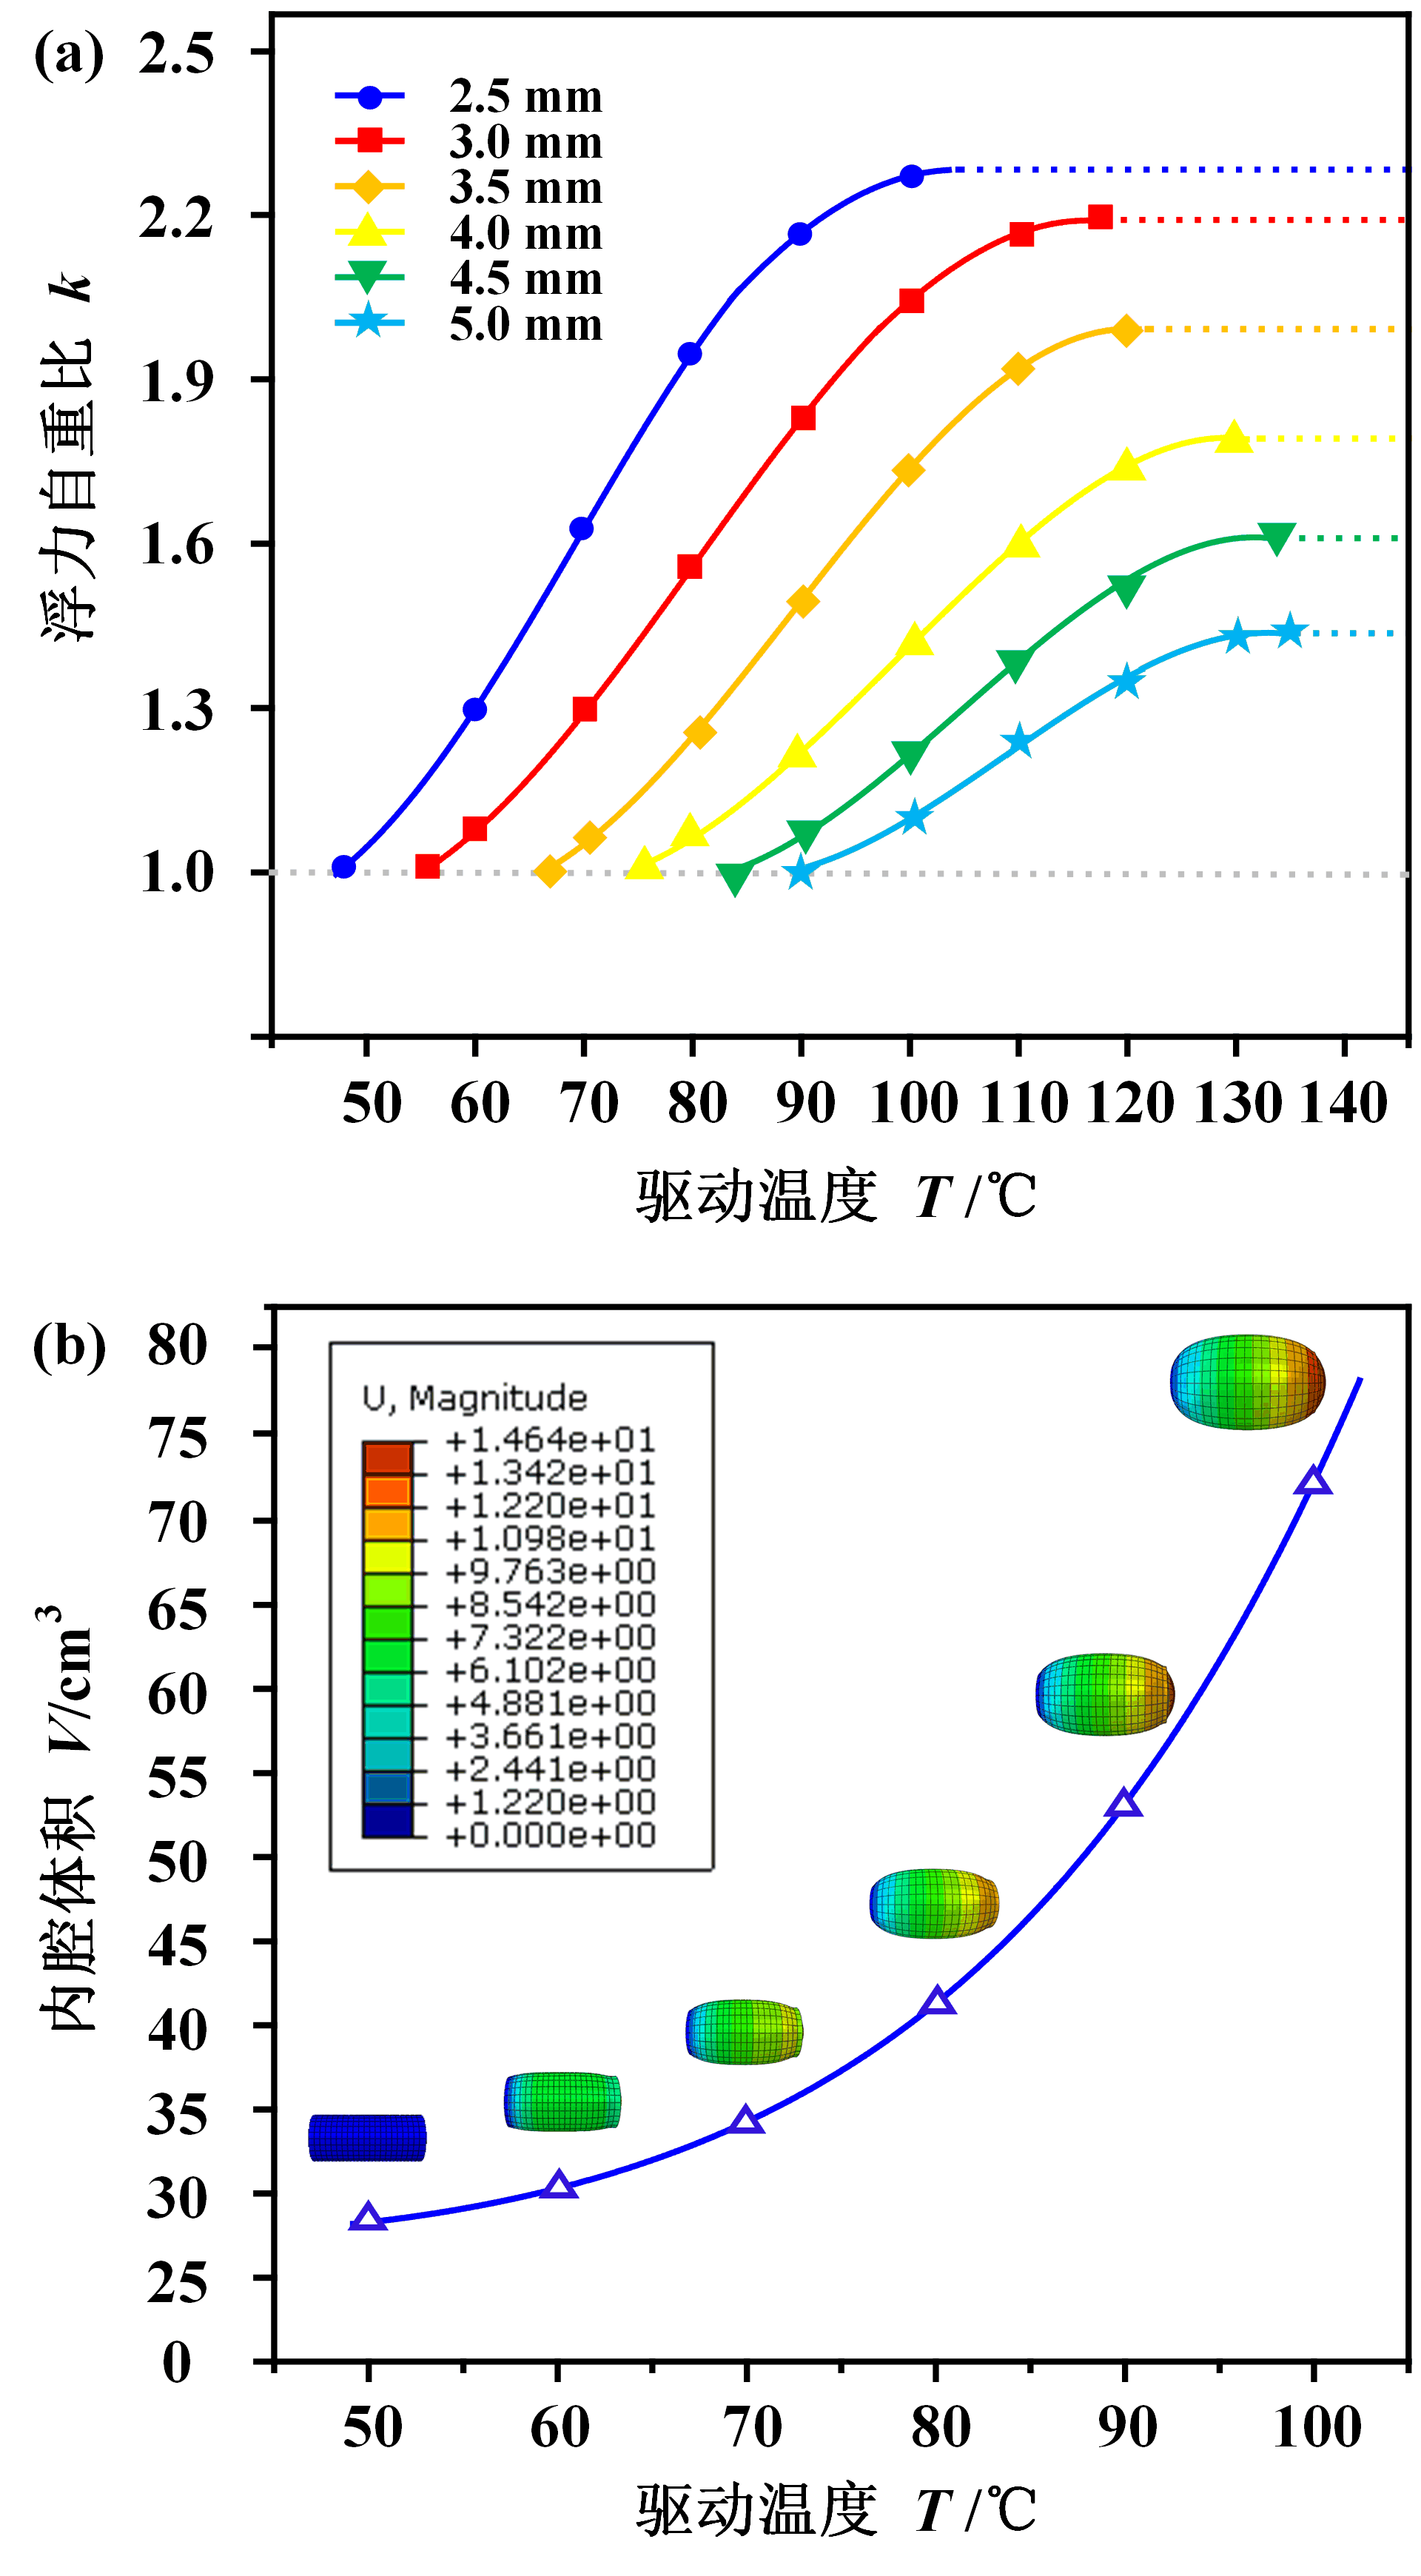 (a)
2.5
2.2
1.9
1.6
1.3
1.0
浮力自重比 k
2.5 mm
3.0 mm
3.5 mm
4.0 mm
4.5 mm
5.0 mm
50 60 70 80 90 100 110 120 130 140
驱动温度 T /℃
(b)
80
75
70
65
60
55
50
45
40
35
30
25
0
内腔体积 V/cm³
U, Magnitude
+1.464e+01
+1.342e+01
+1.220e+01
+1.098e+01
+9.763e+00
+8.542e+00
+7.322e+00
+6.102e+00
+4.881e+00
+3.661e+00
+2.441e+00
+1.220e+00
+0.000e+00
50 60 70 80 90 100
驱动温度 T /℃